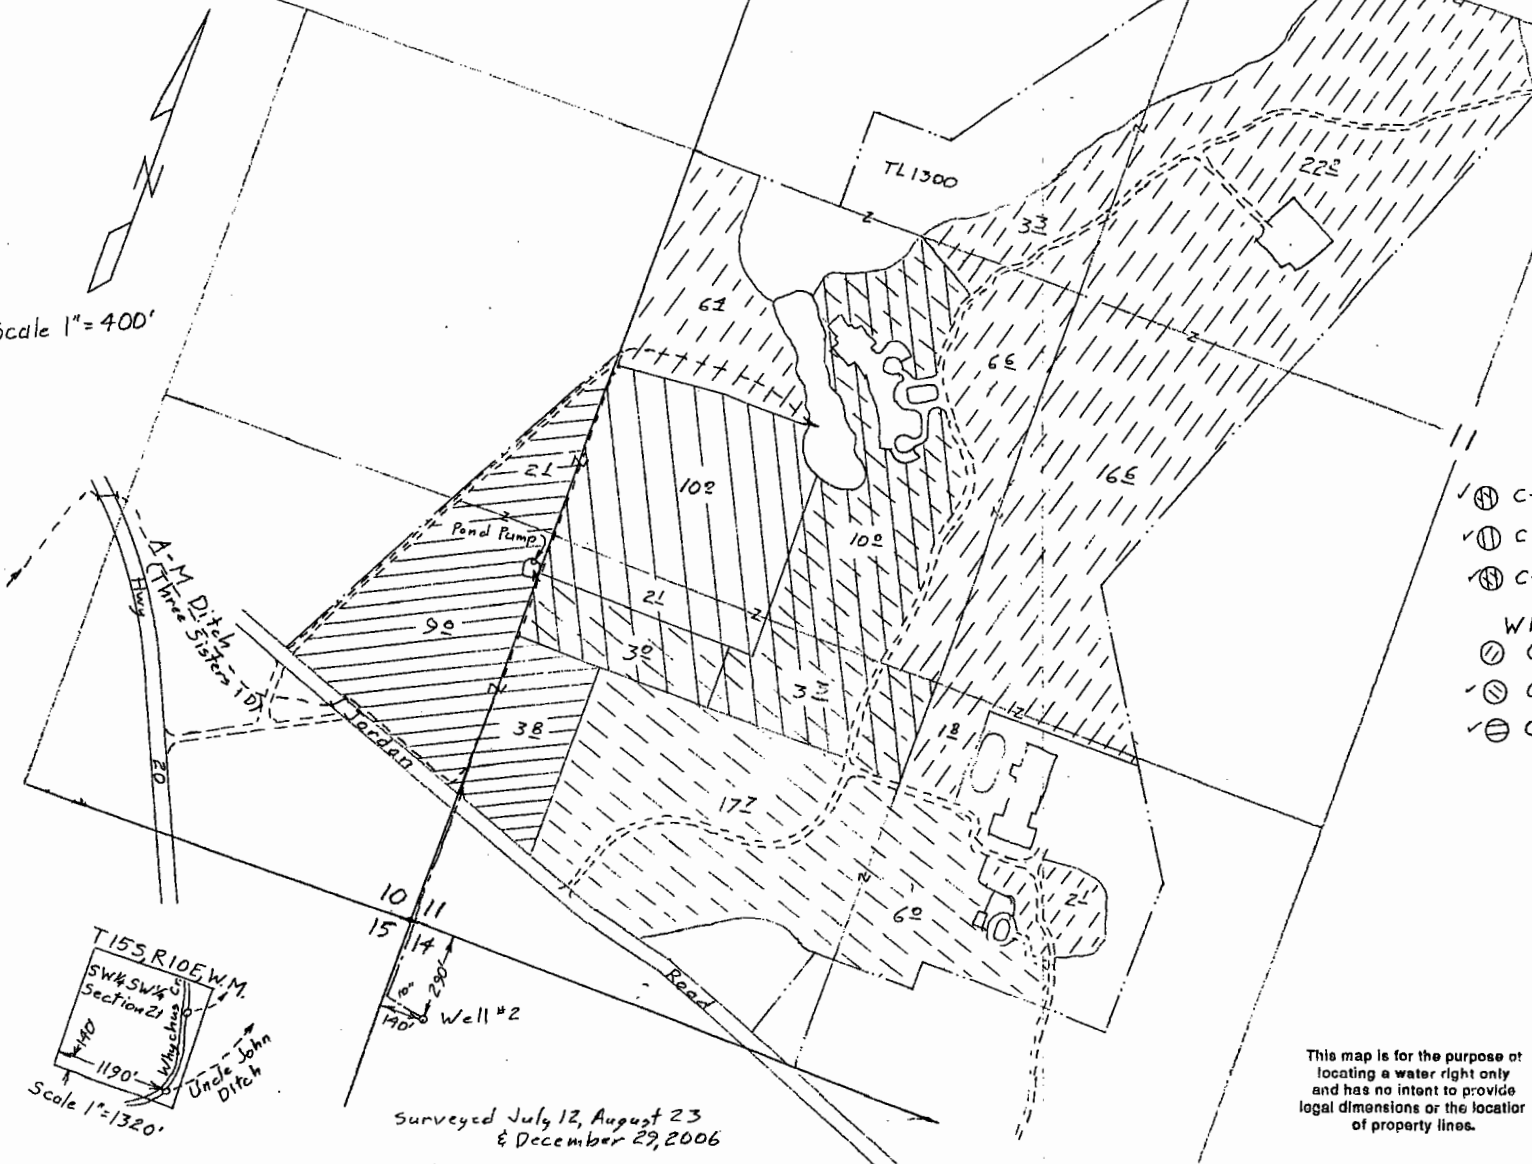 N
Scale 1"=400'
TL1300
22.0
3.3
6.1
6.6
16.6
11
2.1
10.2
10.0
Pond Pump
9.0
2.1
3.0
3.8
1.8
17.7
6.0
2.1
A-M Ditch
(Three Sisters ID)
Hwy
20
Jordan
Road
10 11
15 14
290'
140'
Well #2
T15S, R10E, W.M.
SW¼ SW¼
Section 21
Whychus Cr.
140'
1190'
Scale 1"=1320'
Uncle John
Ditch
Surveyed July 12, August 23
& December 29, 2006
This map is for the purpose of
locating a water right only
and has no intent to provide
legal dimensions or the location
of property lines.